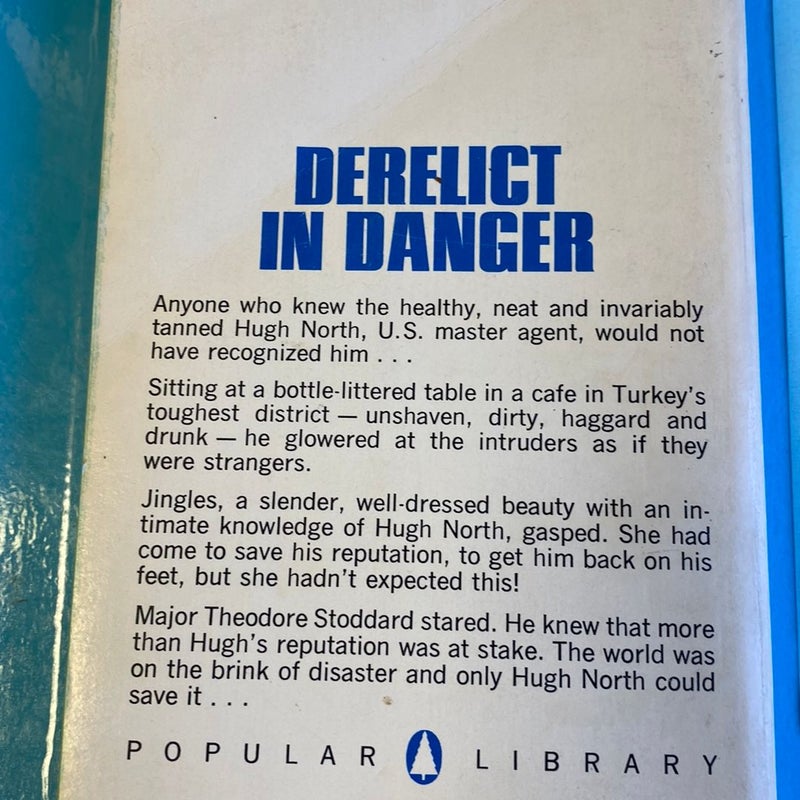 DERELICT
IN DANGER
Anyone who knew the healthy, neat and invariably
tanned Hugh North, U.S. master agent, would not
have recognized him . . .
Sitting at a bottle-littered table in a cafe in Turkey's
toughest district — unshaven, dirty, haggard and
drunk — he glowered at the intruders as if they
were strangers.
Jingles, a slender, well-dressed beauty with an in-
timate knowledge of Hugh North, gasped. She had
come to save his reputation, to get him back on his
feet, but she hadn't expected this!
Major Theodore Stoddard stared. He knew that more
than Hugh's reputation was at stake. The world was
on the brink of disaster and only Hugh North could
save it . . .
POPULAR LIBRARY